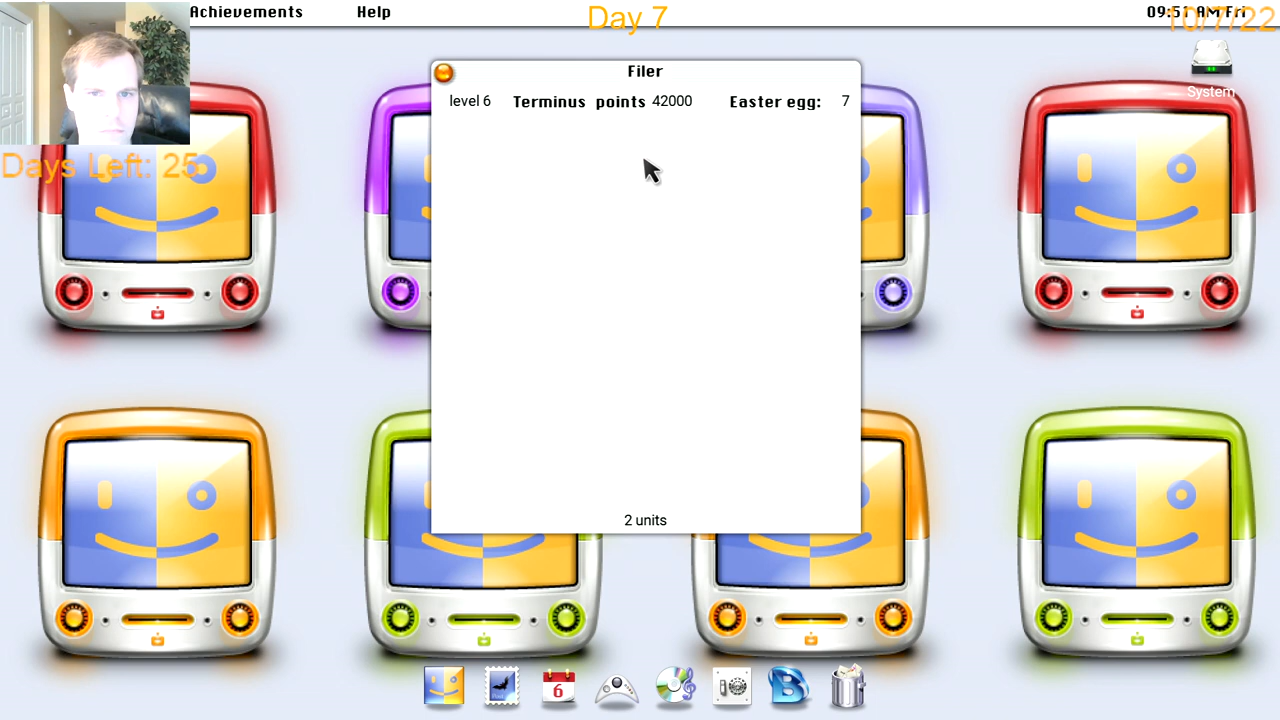 Achievements Help Day 7 09:51 AM Fri 10/7/22
System
Days Left: 25
Filer
level 6 Terminus points 42000 Easter egg: 7
2 units
6